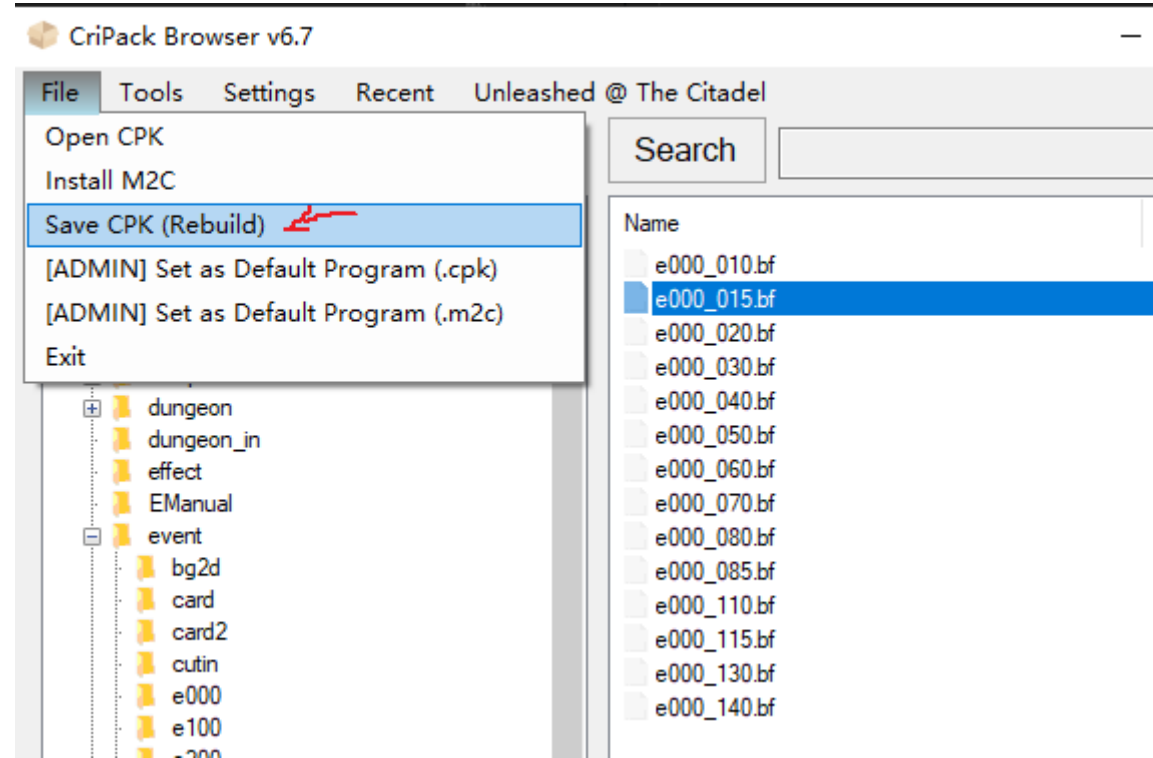 CriPack Browser v6.7
File Tools Settings Recent Unleashed @ The Citadel
Open CPK
Install M2C
Save CPK (Rebuild)
[ADMIN] Set as Default Program (.cpk)
[ADMIN] Set as Default Program (.m2c)
Exit
dungeon
dungeon_in
effect
EManual
event
bg2d
card
card2
cutin
e000
e100
Search
Name
e000_010.bf
e000_015.bf
e000_020.bf
e000_030.bf
e000_040.bf
e000_050.bf
e000_060.bf
e000_070.bf
e000_080.bf
e000_085.bf
e000_110.bf
e000_115.bf
e000_130.bf
e000_140.bf